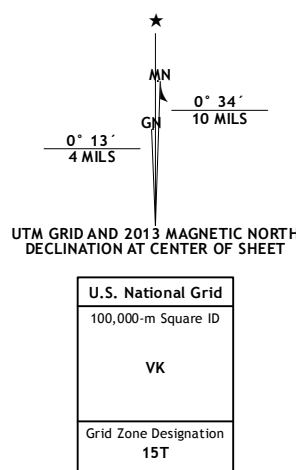 ★
MN
0° 34´
10 MILS
GN
0° 13´
4 MILS
UTM GRID AND 2013 MAGNETIC NORTH
DECLINATION AT CENTER OF SHEET
U.S. National Grid
100,000-m Square ID
VK
Grid Zone Designation
15T